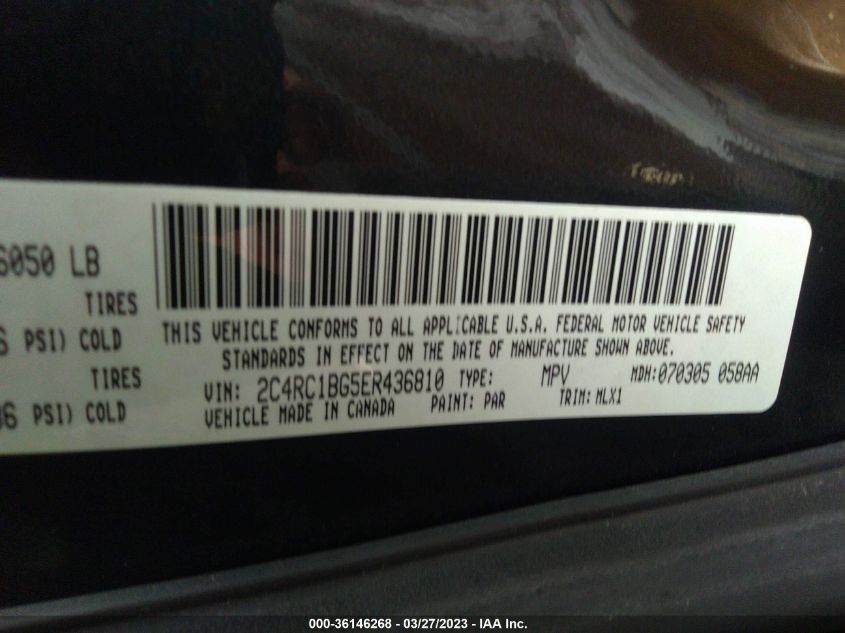 6050 LB
TIRES
PSI) COLD
TIRES
PSI) COLD
THIS VEHICLE CONFORMS TO ALL APPLICABLE U.S.A. FEDERAL MOTOR VEHICLE SAFETY
STANDARDS IN EFFECT ON THE DATE OF MANUFACTURE SHOWN ABOVE.
VIN: 2C4RC1BG5ER436810 TYPE: MPV MDH:070305 058AA
VEHICLE MADE IN CANADA PAINT: PAR TRIM: MLX1
000-36146268 - 03/27/2023 - IAA Inc.